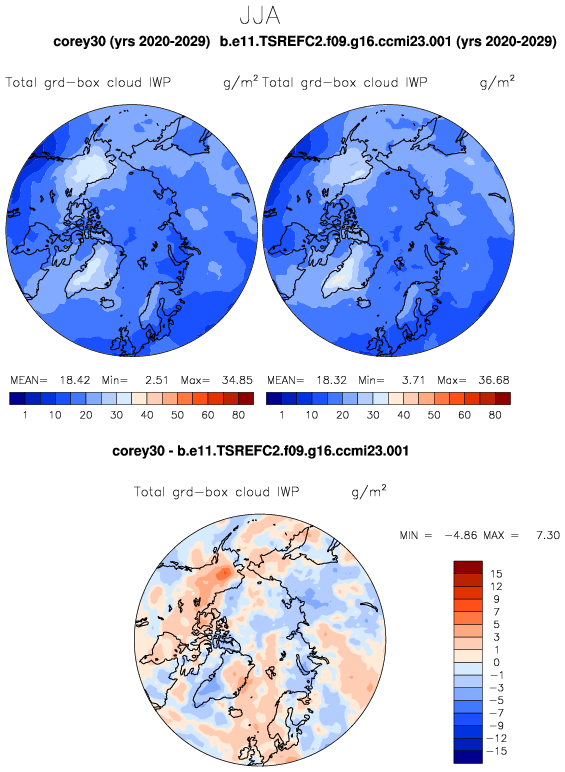 JJA
corey30 (yrs 2020-2029) b.e11.TSREFC2.f09.g16.ccmi23.001 (yrs 2020-2029)
Total grd-box cloud IWP g/m² Total grd-box cloud IWP g/m²
MEAN= 18.42 Min= 2.51 Max= 34.85 MEAN= 18.32 Min= 3.71 Max= 36.68
1 10 20 30 40 50 60 80 1 10 20 30 40 50 60 80
corey30 - b.e11.TSREFC2.f09.g16.ccmi23.001
Total grd-box cloud IWP g/m²
MIN = -4.86 MAX = 7.30
15
12
9
7
5
3
1
0
-1
-3
-5
-7
-9
-12
-15